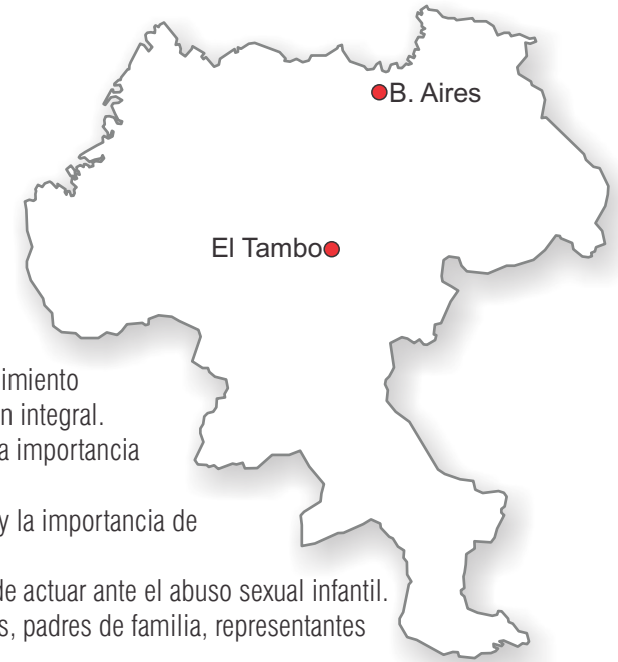 B. Aires
El Tambo
imiento
n integral.
a importancia
y la importancia de
de actuar ante el abuso sexual infantil.
s, padres de familia, representantes